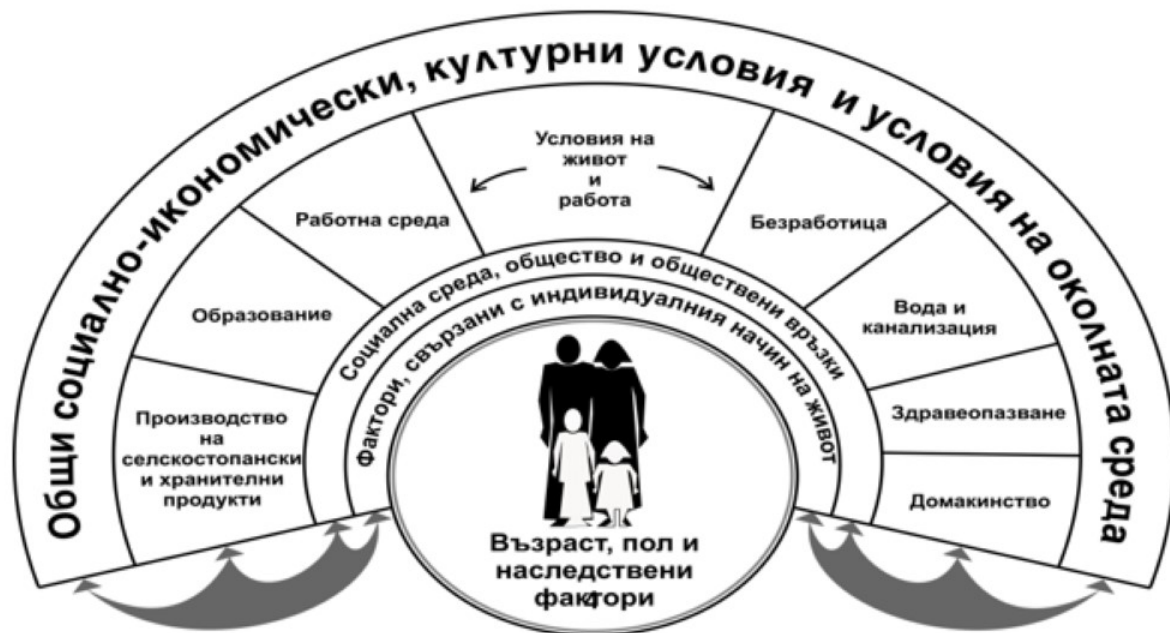 Общи социално-икономически, културни условия и условия на околната среда
Условия на
живот
и
работа
Работна среда
Безработица
Образование
Вода и
канализация
Производство
на
селскостопански
и хранителни
продукти
Здравеопазване
Домакинство
Социална среда, общество и обществени връзки
Фактори, свързани с индивидуалния начин на живот
Възраст, пол и
наследствени
фактори
4